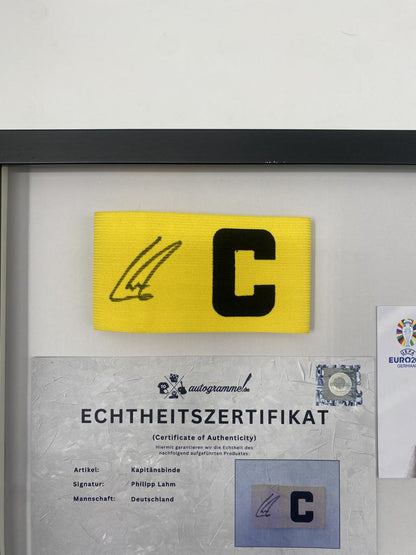 C
UEFA
EURO2
GERMAN
autogramme
ECHTHEITSZERTIFIKAT
(Certificate of Authenticity)
Hiermit garantieren wir die Echtheit des
nachfolgend aufgeführten Produktes:
Artikel: Kapitänsbinde
Signatur: Philipp Lahm
Mannschaft: Deutschland
C